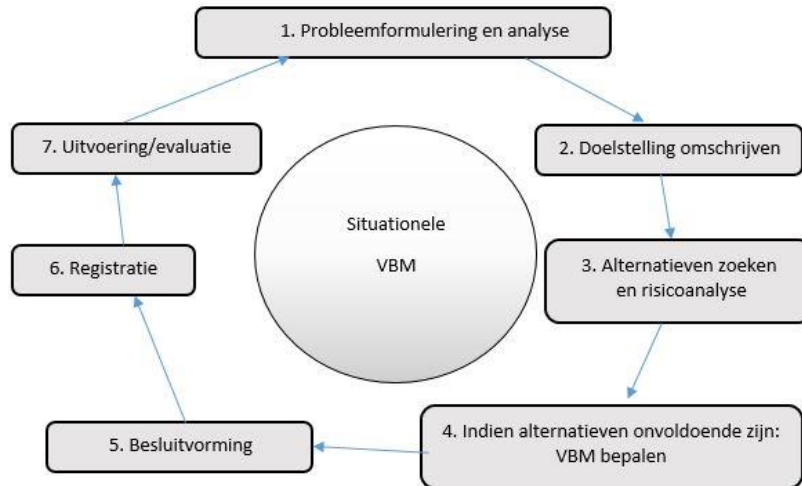 1. Probleemformulering en analyse
2. Doelstelling omschrijven
3. Alternatieven zoeken
en risicoanalyse
4. Indien alternatieven onvoldoende zijn:
VBM bepalen
5. Besluitvorming
6. Registratie
7. Uitvoering/evaluatie
Situationele
VBM